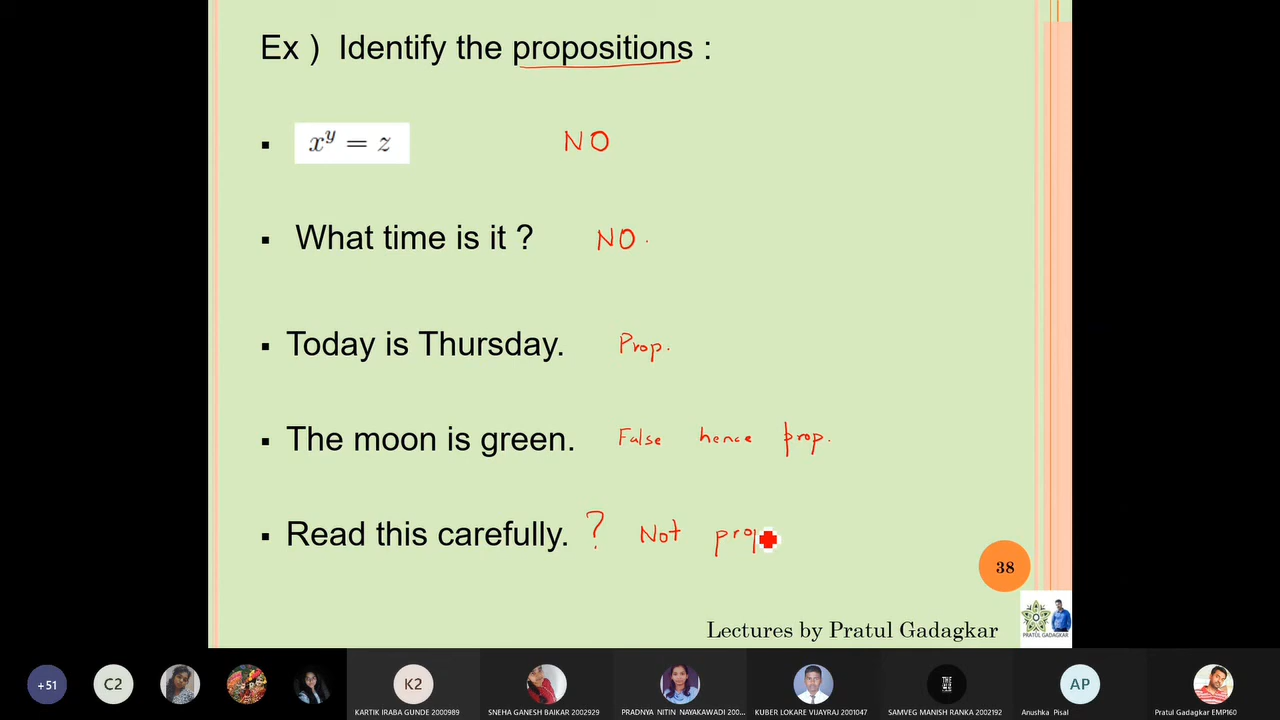 Ex ) Identify the propositions :
▪ x^y = z NO
▪ What time is it ? NO.
▪ Today is Thursday. Prop.
▪ The moon is green. False hence prop.
▪ Read this carefully. ? Not prop
38
Lectures by Pratul Gadagkar
PRATUL GADAGKAR
+51 C2 K2 AP
KARTIK IRABA GUNDE 2000989 SNEHA GANESH BAIKAR 2002929 PRADNYA NITIN NAYAKAWADI 200... KUBER LOKARE VIJAYRAJ 2001047 SAMVEG MANISH RANKA 2002192 Anushka Pisal Pratul Gadagkar EMP160